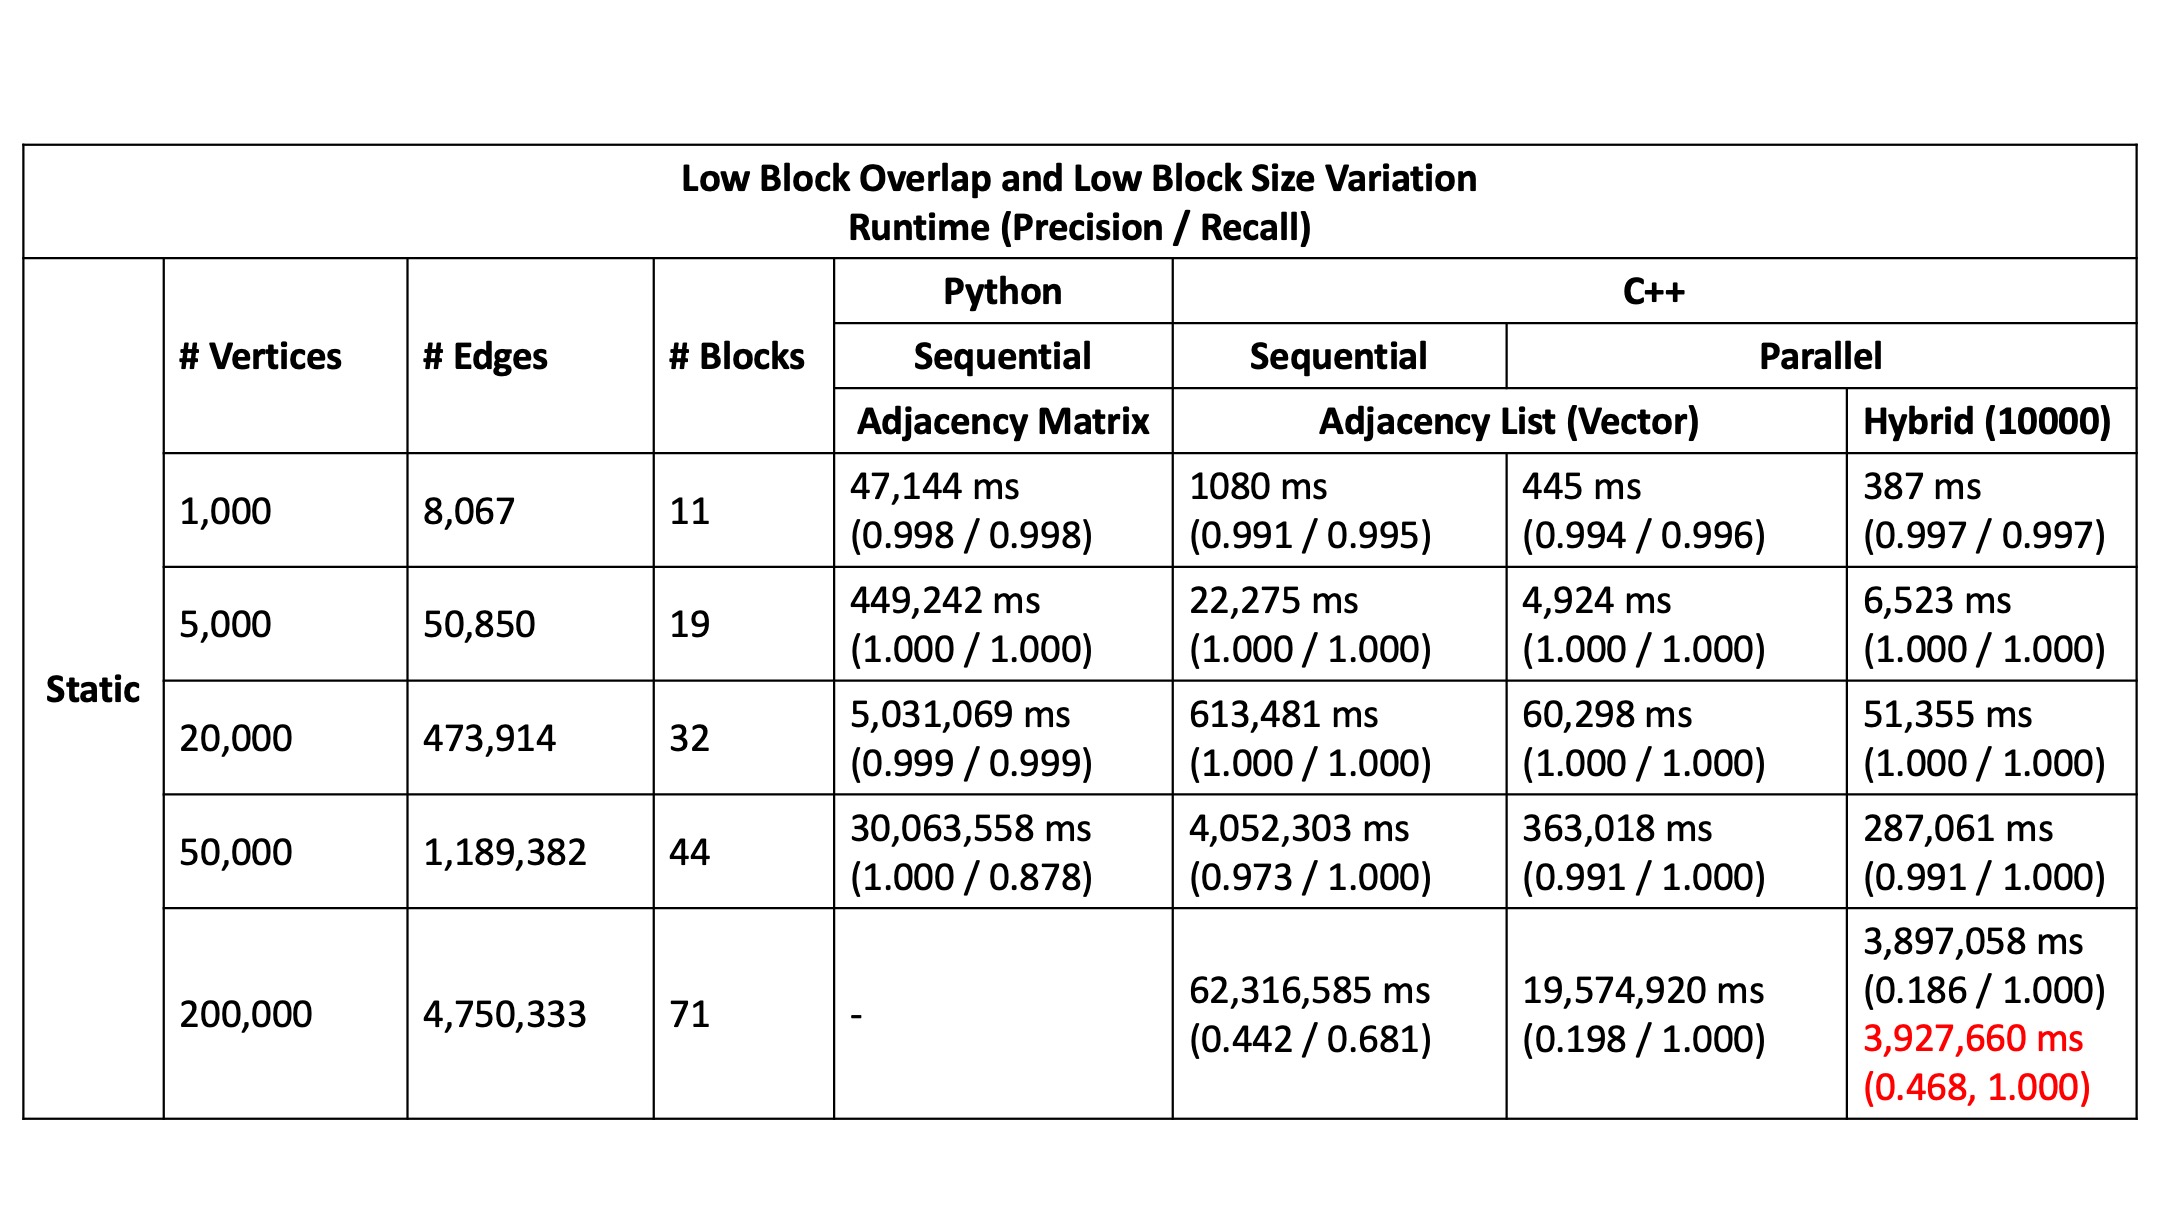 Low Block Overlap and Low Block Size Variation
Runtime (Precision / Recall)
Static
# Vertices
# Edges
# Blocks
Python
C++
Sequential
Sequential
Parallel
Adjacency Matrix
Adjacency List (Vector)
Hybrid (10000)
1,000
8,067
11
47,144 ms
(0.998 / 0.998)
1080 ms
(0.991 / 0.995)
445 ms
(0.994 / 0.996)
387 ms
(0.997 / 0.997)
5,000
50,850
19
449,242 ms
(1.000 / 1.000)
22,275 ms
(1.000 / 1.000)
4,924 ms
(1.000 / 1.000)
6,523 ms
(1.000 / 1.000)
20,000
473,914
32
5,031,069 ms
(0.999 / 0.999)
613,481 ms
(1.000 / 1.000)
60,298 ms
(1.000 / 1.000)
51,355 ms
(1.000 / 1.000)
50,000
1,189,382
44
30,063,558 ms
(1.000 / 0.878)
4,052,303 ms
(0.973 / 1.000)
363,018 ms
(0.991 / 1.000)
287,061 ms
(0.991 / 1.000)
200,000
4,750,333
71
-
62,316,585 ms
(0.442 / 0.681)
19,574,920 ms
(0.198 / 1.000)
3,897,058 ms
(0.186 / 1.000)
3,927,660 ms
(0.468, 1.000)